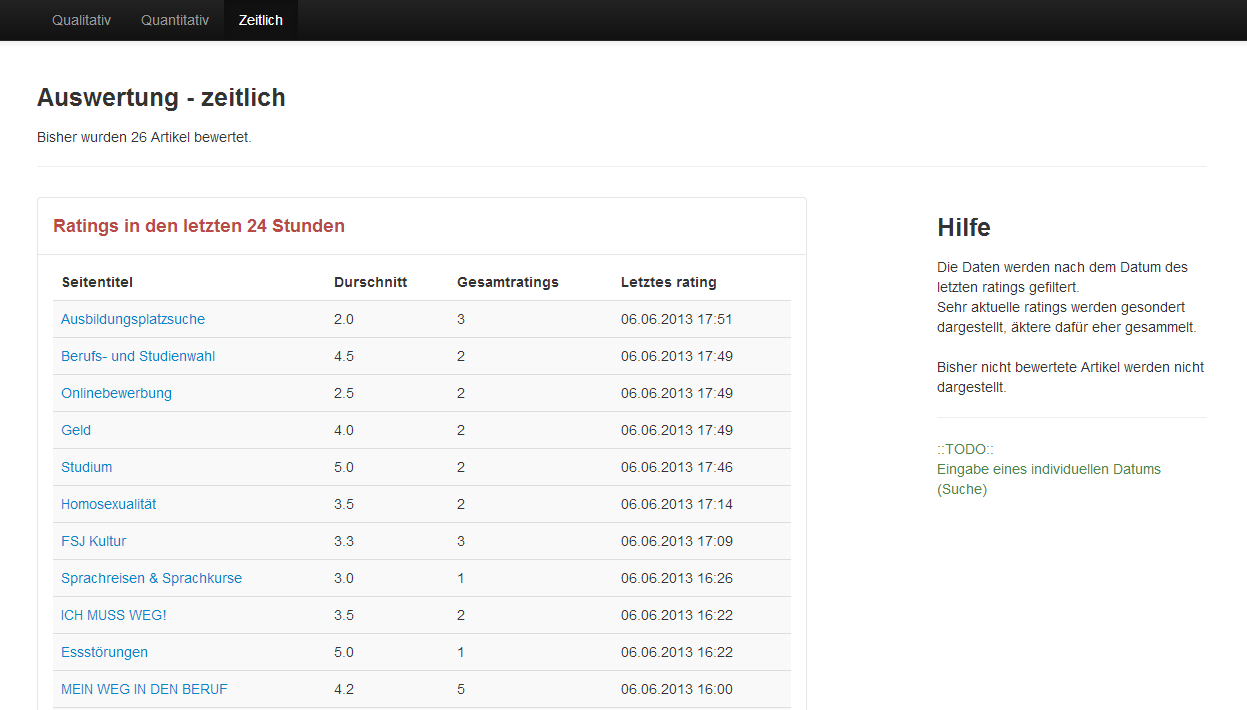 Qualitativ Quantitativ Zeitlich
Auswertung - zeitlich
Bisher wurden 26 Artikel bewertet.
Ratings in den letzten 24 Stunden
Seitentitel Durschnitt Gesamtratings Letztes rating
Ausbildungsplatzsuche 2.0 3 06.06.2013 17:51
Berufs- und Studienwahl 4.5 2 06.06.2013 17:49
Onlinebewerbung 2.5 2 06.06.2013 17:49
Geld 4.0 2 06.06.2013 17:49
Studium 5.0 2 06.06.2013 17:46
Homosexualität 3.5 2 06.06.2013 17:14
FSJ Kultur 3.3 3 06.06.2013 17:09
Sprachreisen & Sprachkurse 3.0 1 06.06.2013 16:26
ICH MUSS WEG! 3.5 2 06.06.2013 16:22
Essstörungen 5.0 1 06.06.2013 16:22
MEIN WEG IN DEN BERUF 4.2 5 06.06.2013 16:00
Hilfe
Die Daten werden nach dem Datum des
letzten ratings gefiltert.
Sehr aktuelle ratings werden gesondert
dargestellt, äktere dafür eher gesammelt.
Bisher nicht bewertete Artikel werden nicht
dargestellt.
::TODO::
Eingabe eines individuellen Datums
(Suche)